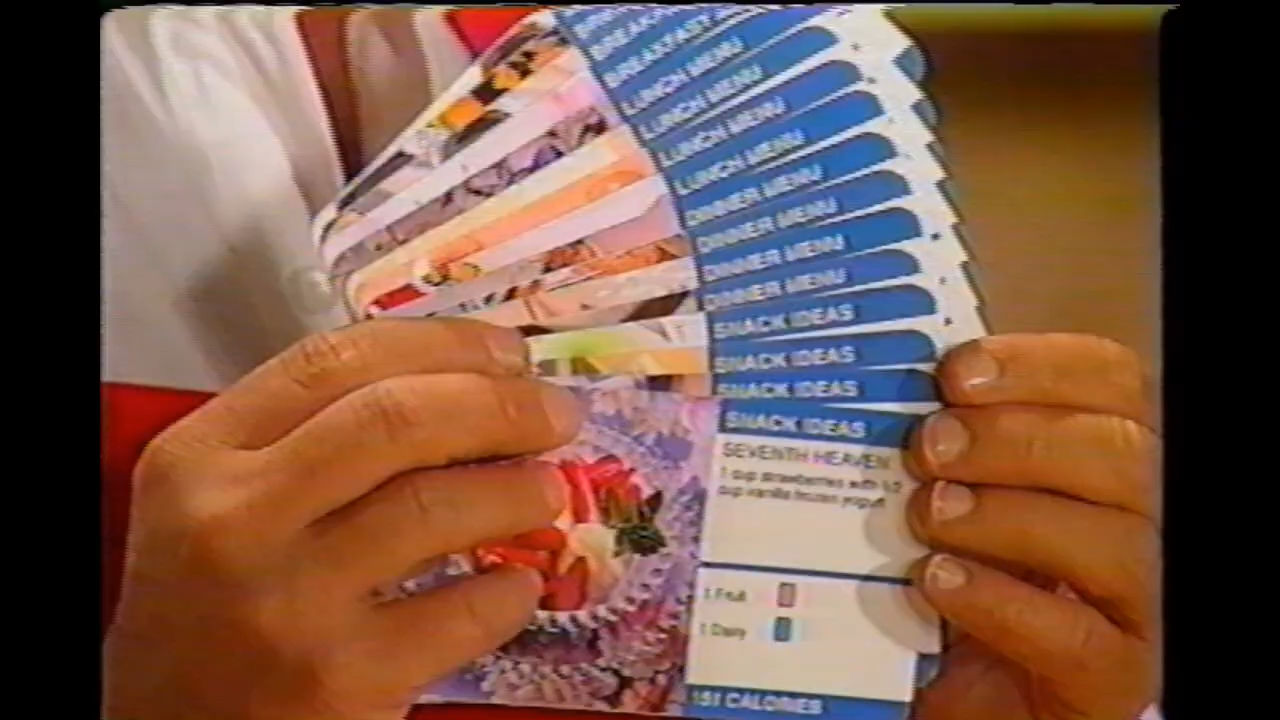 BREAKFAST
LUNCH MENU
LUNCH MENU
LUNCH MENU
LUNCH MENU
DINNER MENU
DINNER MENU
DINNER MENU
DINNER MENU
SNACK IDEAS
SNACK IDEAS
SNACK IDEAS
SNACK IDEAS
SEVENTH HEAVEN
1 cup strawberries with 1/2
cup vanilla frozen yogurt
1 Fruit
1 Dairy
151 CALORIES